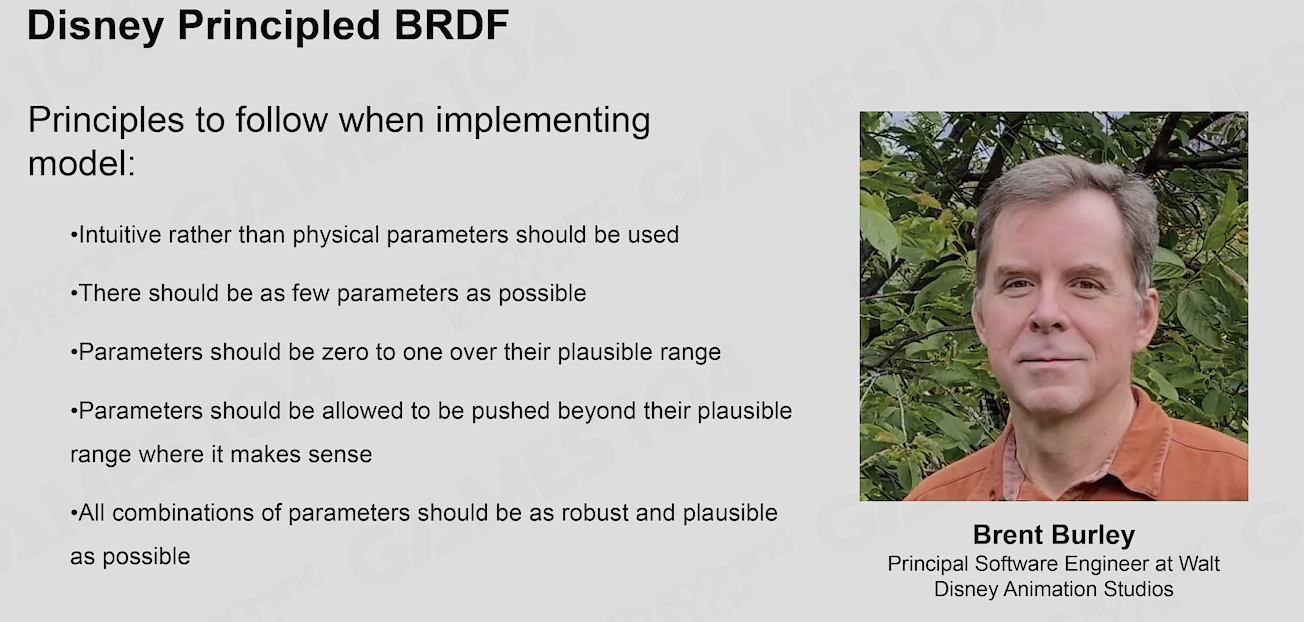 Disney Principled BRDF
Principles to follow when implementing
model:
•Intuitive rather than physical parameters should be used
•There should be as few parameters as possible
•Parameters should be zero to one over their plausible range
•Parameters should be allowed to be pushed beyond their plausible
range where it makes sense
•All combinations of parameters should be as robust and plausible
as possible
Brent Burley
Principal Software Engineer at Walt
Disney Animation Studios
GAMES104
BOOMING
TECH